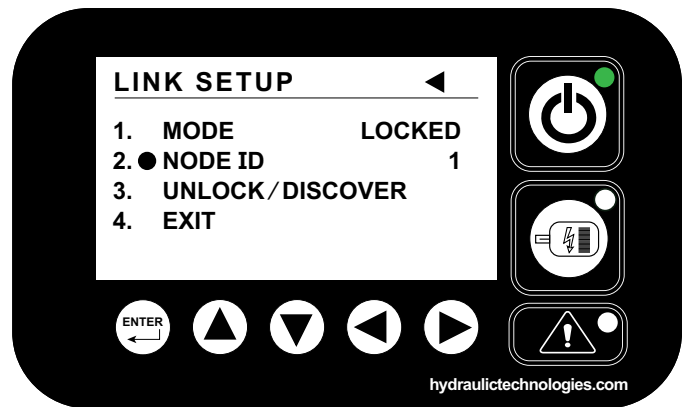 LINK SETUP
1. MODE LOCKED
2. NODE ID 1
3. UNLOCK/DISCOVER
4. EXIT
ENTER
hydraulictechnologies.com